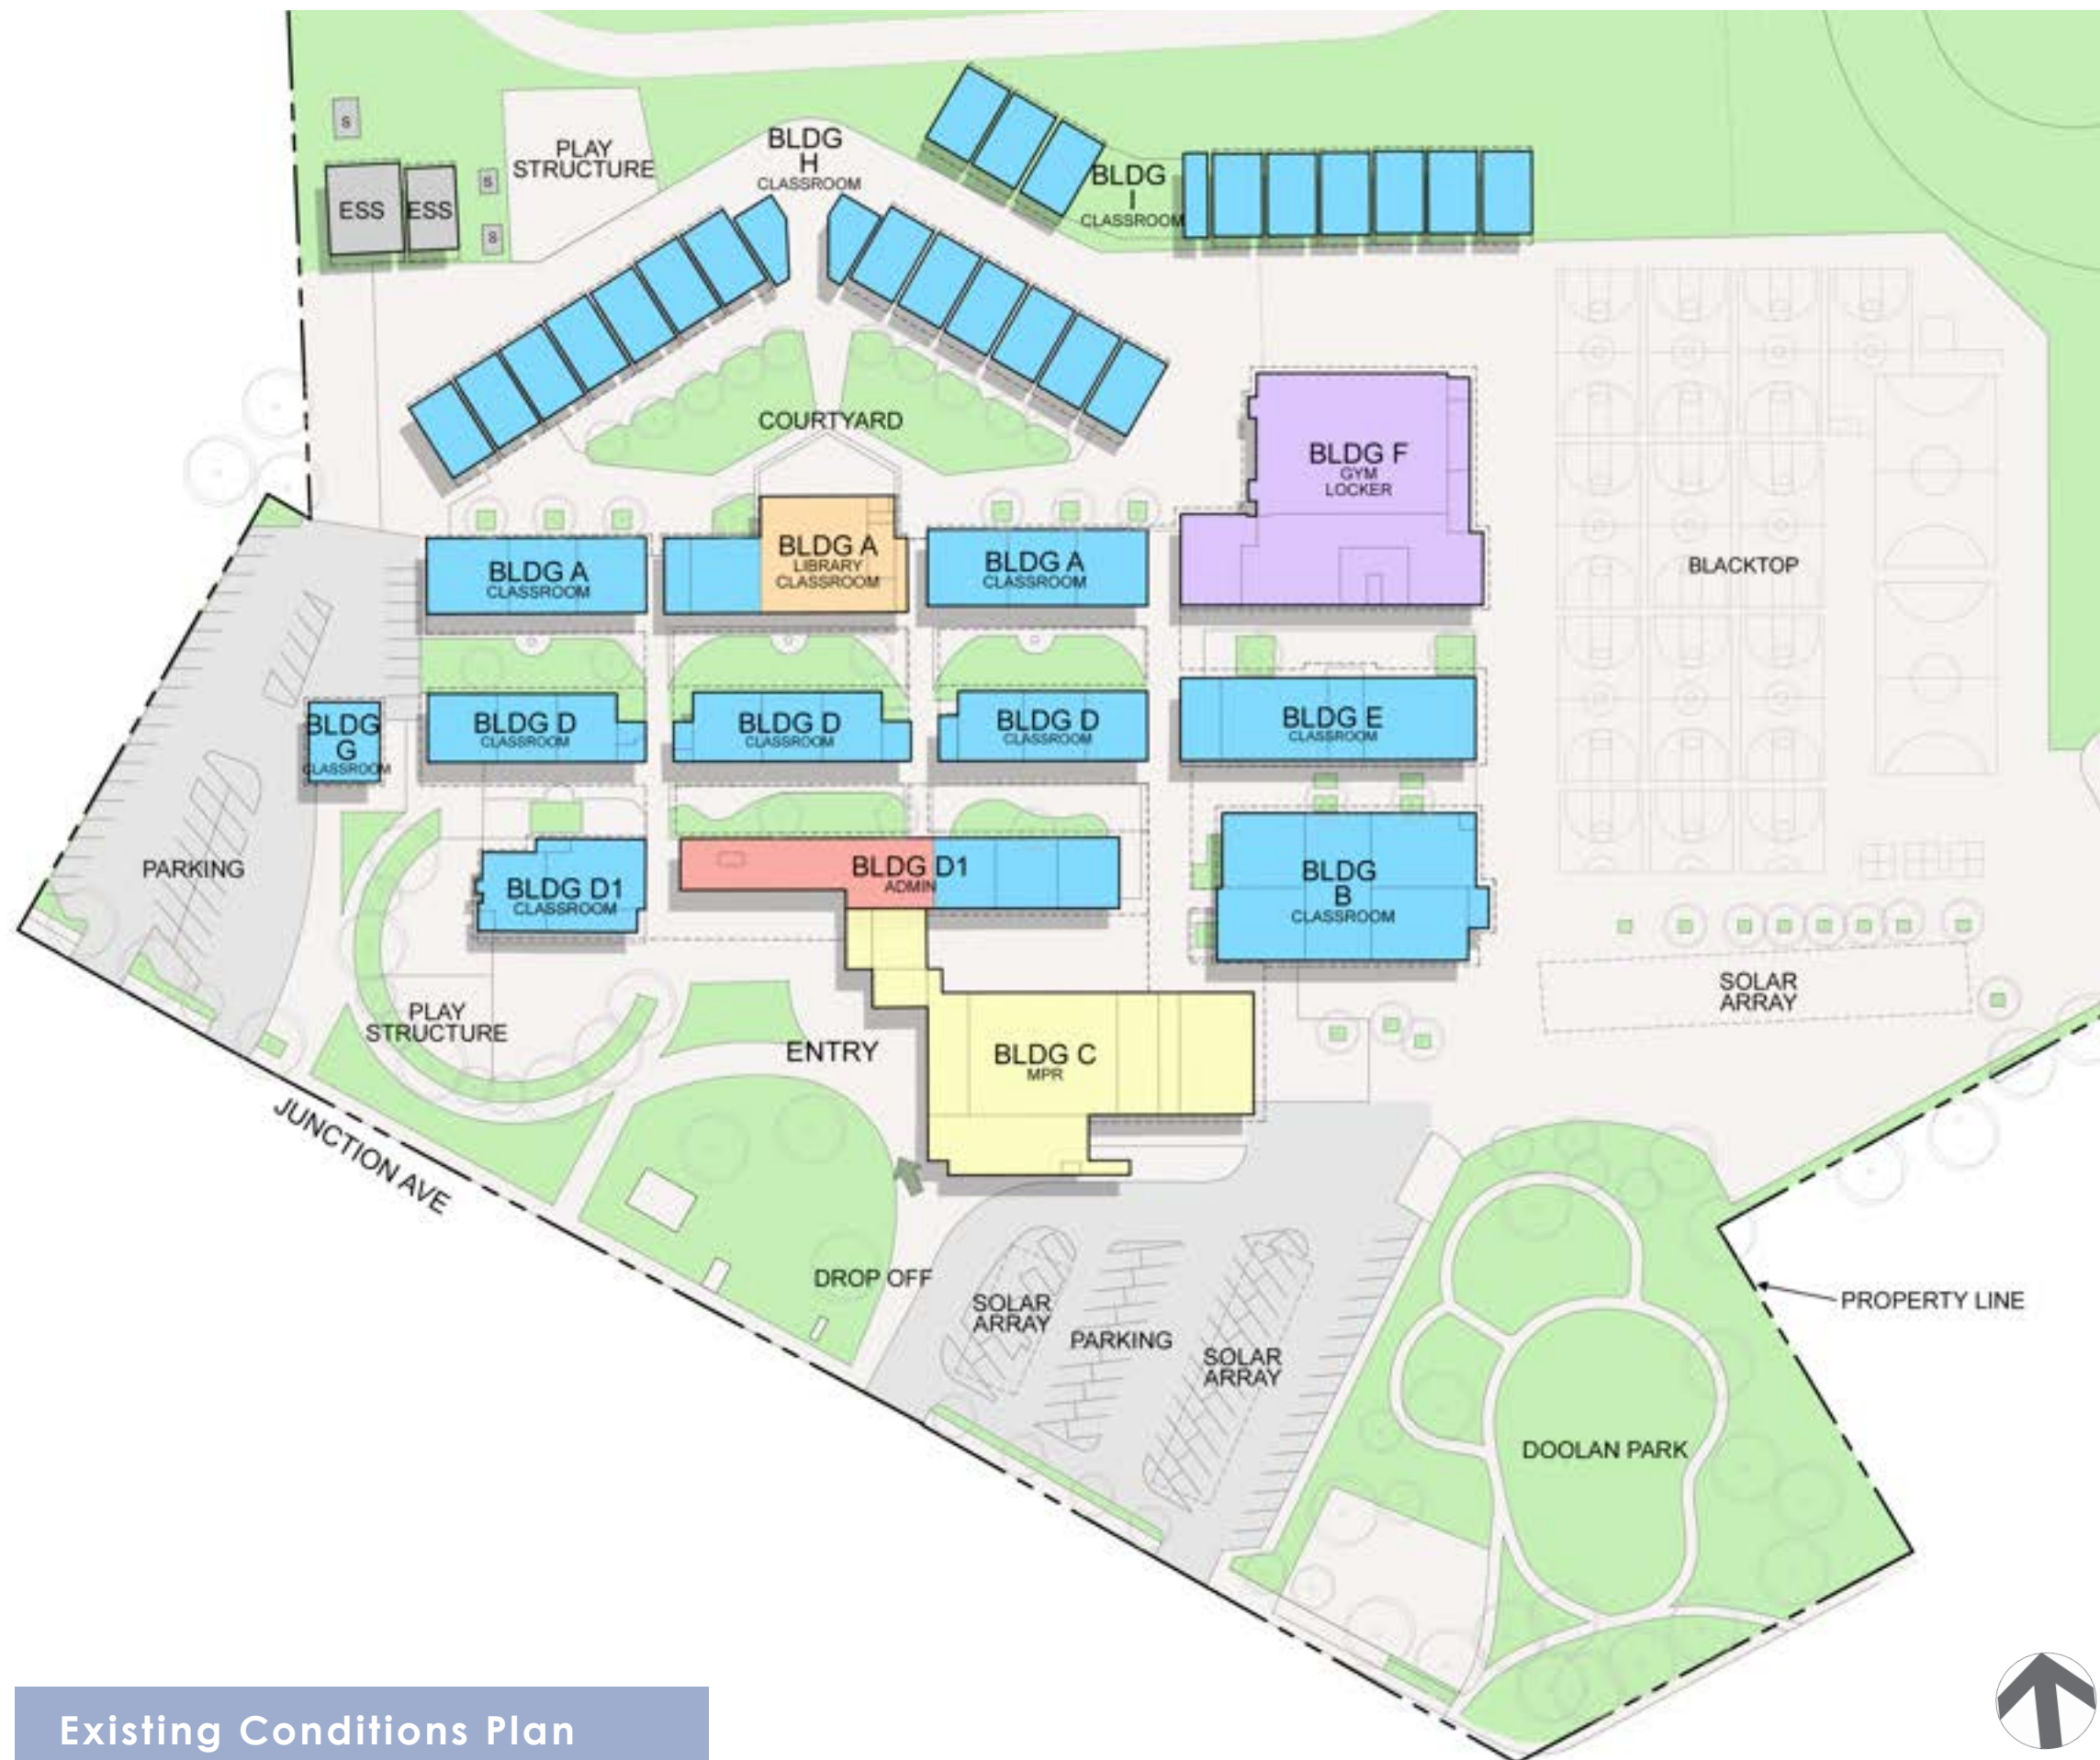 BLDG
H
CLASSROOM
PLAY
STRUCTURE
S
ESS
ESS
S
S
BLDG
I
CLASSROOM
COURTYARD
BLDG F
GYM
LOCKER
BLDG A
CLASSROOM
BLDG A
LIBRARY
CLASSROOM
BLDG A
CLASSROOM
BLACKTOP
BLDG
G
CLASSROOM
BLDG D
CLASSROOM
BLDG D
CLASSROOM
BLDG D
CLASSROOM
BLDG E
CLASSROOM
PARKING
BLDG D1
CLASSROOM
BLDG D1
ADMIN
BLDG
B
CLASSROOM
SOLAR
ARRAY
PLAY
STRUCTURE
ENTRY
BLDG C
MPR
JUNCTION AVE
DROP OFF
SOLAR
ARRAY
PARKING
SOLAR
ARRAY
PROPERTY LINE
DOOLAN PARK
Existing Conditions Plan